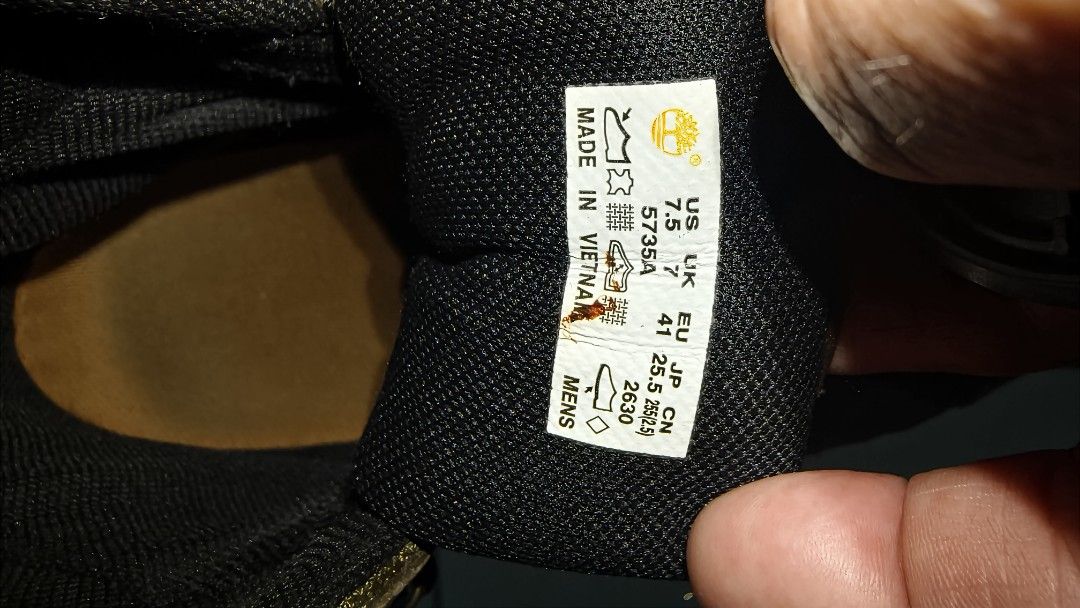 ®
US UK EU JP CN
7.5 7 41 25.5 255(2.5)
5735A 2630
MADE IN VIETNAM MENS